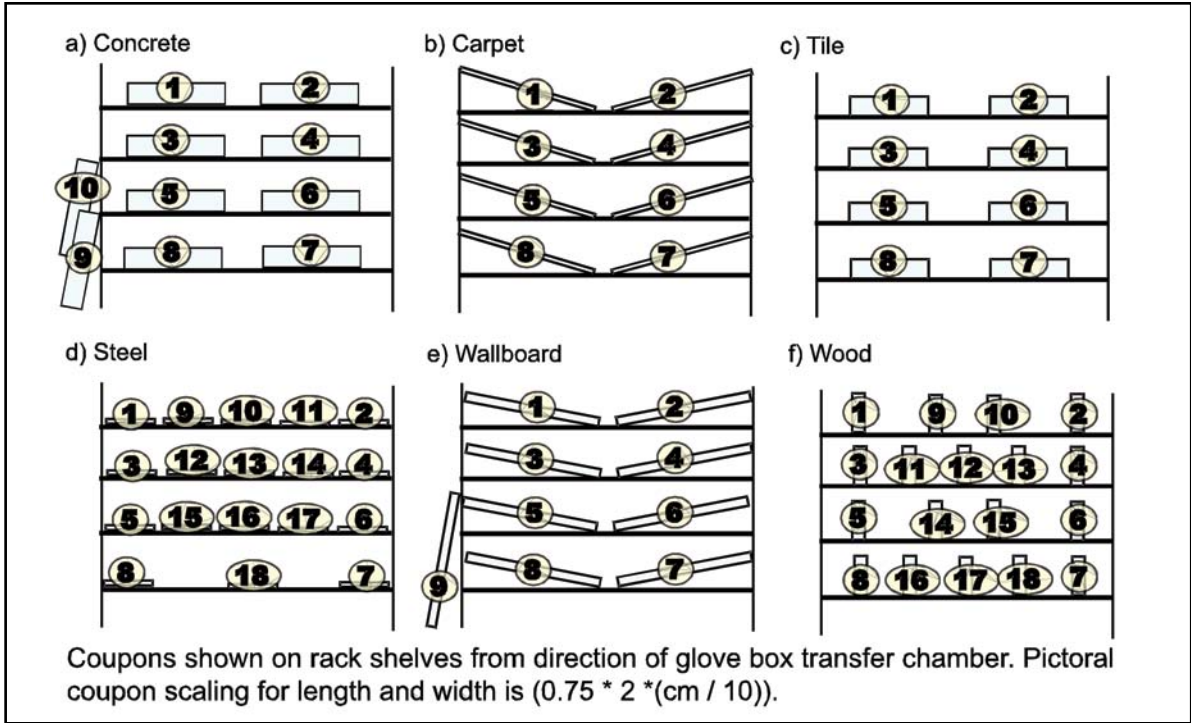 a) Concrete
b) Carpet
c) Tile
1 2
1 2
1 2
3 4
3 4
3 4
10
5 6
5 6
5 6
9
8 7
8 7
8 7
d) Steel
e) Wallboard
f) Wood
1 9 10 11 2
1 2
1 9 10 2
3 12 13 14 4
3 4
3 11 12 13 4
5 15 16 17 6
5 6
5 14 15 6
8 18 7
9
8 7
8 16 17 18 7
Coupons shown on rack shelves from direction of glove box transfer chamber. Pictoral
coupon scaling for length and width is (0.75 * 2 *(cm / 10)).